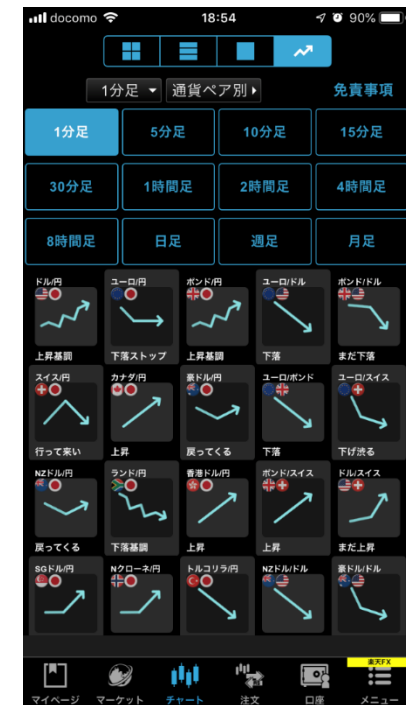 docomo 18:54 90%
1分足 通貨ペア別 免責事項
1分足 5分足 10分足 15分足
30分足 1時間足 2時間足 4時間足
8時間足 日足 週足 月足
ドル/円 ユーロ/円 ポンド/円 ユーロ/ドル ポンド/ドル
上昇基調 下落ストップ 上昇基調 下落 まだ下落
スイス/円 カナダ/円 豪ドル/円 ユーロ/ポンド ユーロ/スイス
行って来い 上昇 戻ってくる 下落 下げ渋る
NZドル/円 ランド/円 香港ドル/円 ポンド/スイス ドル/スイス
戻ってくる 下落基調 上昇 上昇 まだ上昇
SGドル/円 Nクローネ/円 トルコリラ/円 NZドル/ドル 豪ドル/ドル
楽天FX
マイページ マーケット チャート 注文 口座 メニュー